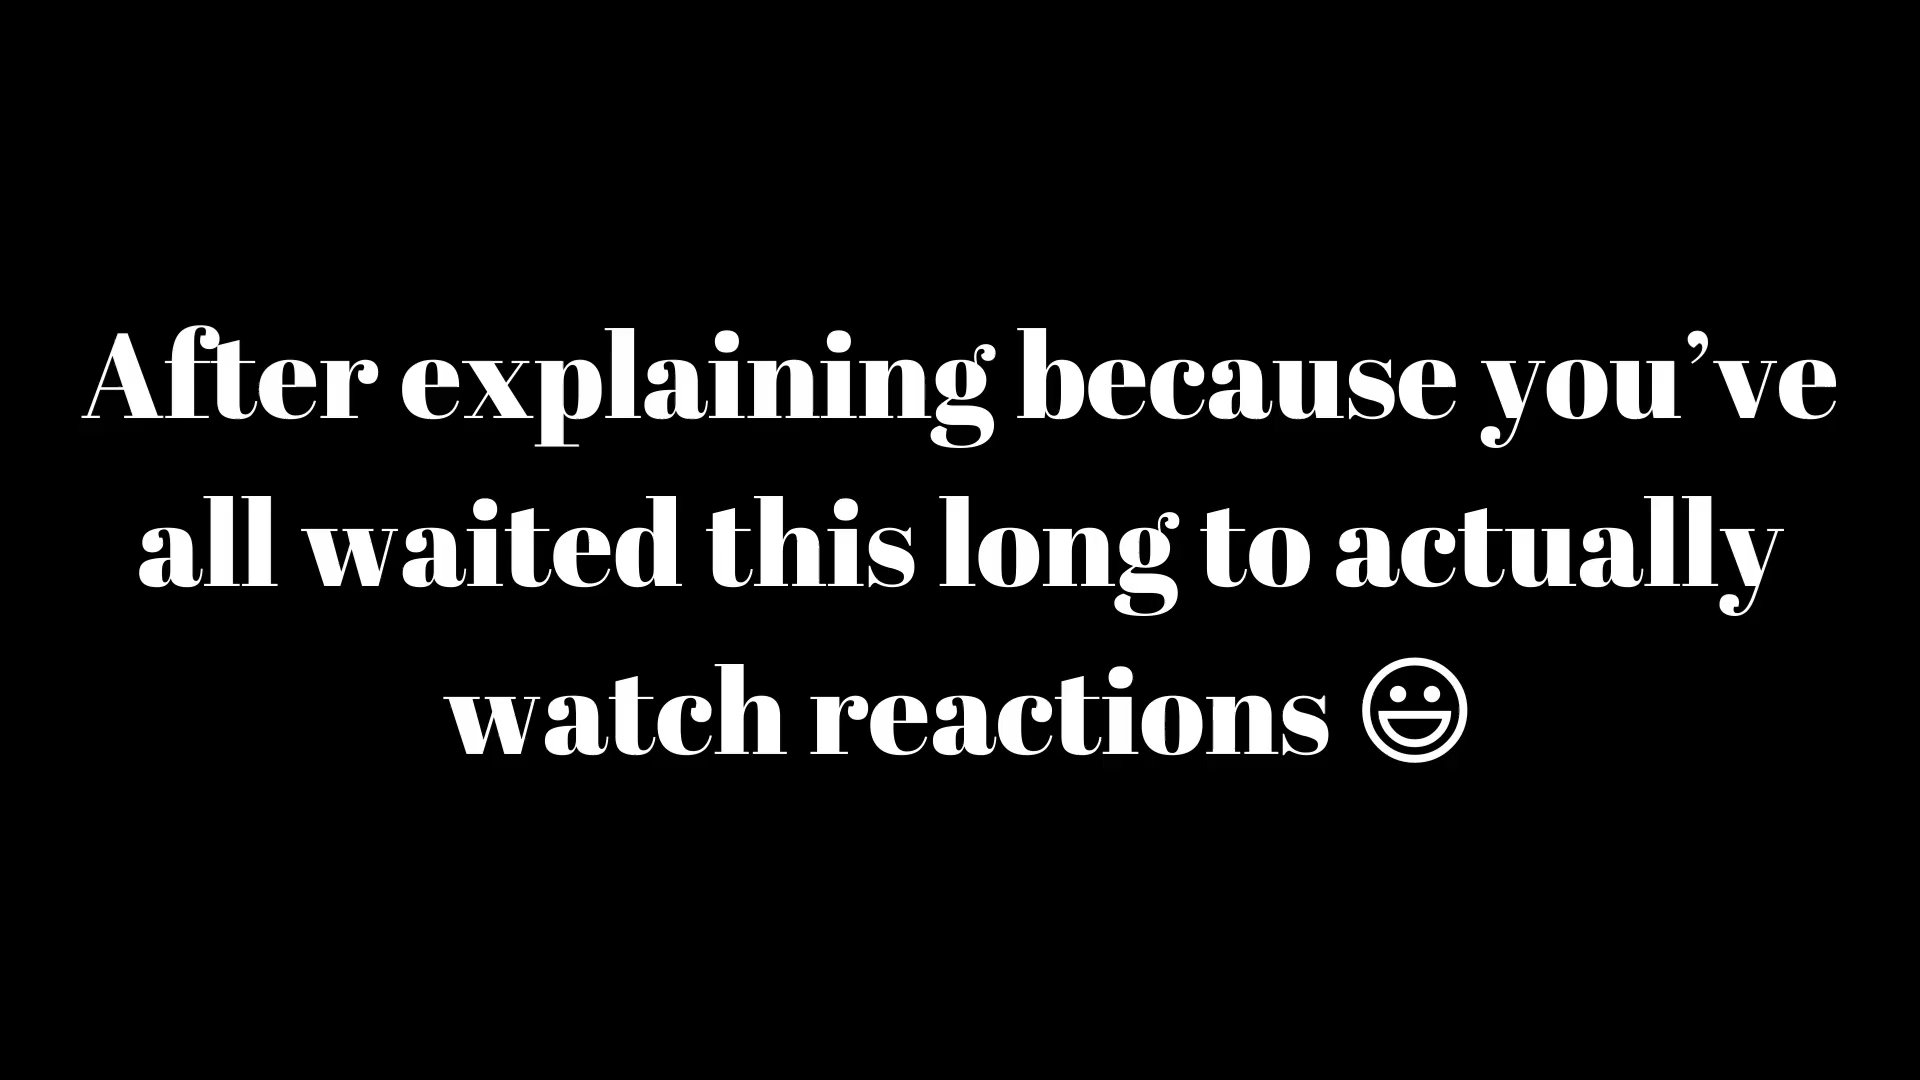 After explaining because you’ve
all waited this long to actually
watch reactions 😃